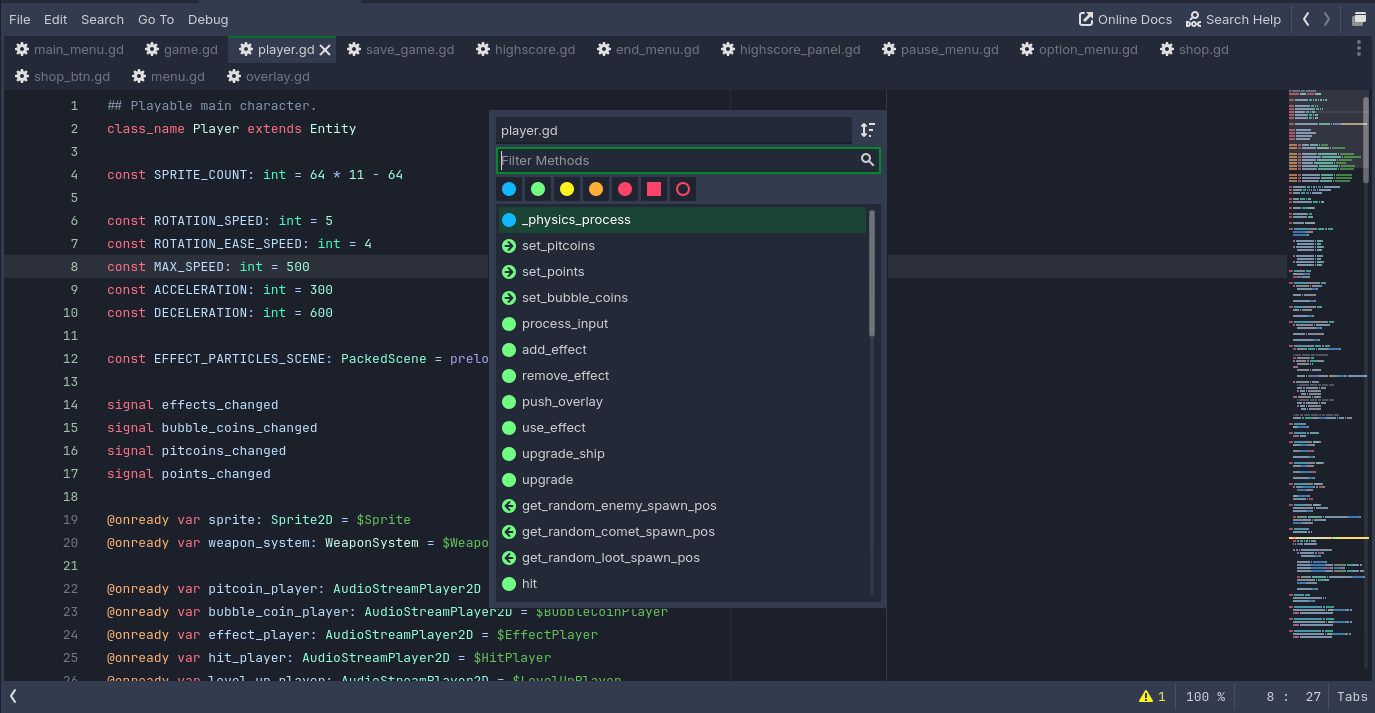 File Edit Search Go To Debug Online Docs Search Help
main_menu.gd game.gd player.gd save_game.gd highscore.gd end_menu.gd highscore_panel.gd pause_menu.gd option_menu.gd shop.gd
shop_btn.gd menu.gd overlay.gd
1 ## Playable main character.
2 class_name Player extends Entity
3
4 const SPRITE_COUNT: int = 64 * 11 - 64
5
6 const ROTATION_SPEED: int = 5
7 const ROTATION_EASE_SPEED: int = 4
8 const MAX_SPEED: int = 500
9 const ACCELERATION: int = 300
10 const DECELERATION: int = 600
11
12 const EFFECT_PARTICLES_SCENE: PackedScene = prelo
13
14 signal effects_changed
15 signal bubble_coins_changed
16 signal pitcoins_changed
17 signal points_changed
18
19 @onready var sprite: Sprite2D = $Sprite
20 @onready var weapon_system: WeaponSystem = $Weapo
21
22 @onready var pitcoin_player: AudioStreamPlayer2D
23 @onready var bubble_coin_player: AudioStreamPlayer2D = $BubbleCoinPlayer
24 @onready var effect_player: AudioStreamPlayer2D = $EffectPlayer
25 @onready var hit_player: AudioStreamPlayer2D = $HitPlayer
26 @onready var level_up_player: AudioStreamPlayer2D = $LevelUpPlayer
player.gd
Filter Methods
_physics_process
set_pitcoins
set_points
set_bubble_coins
process_input
add_effect
remove_effect
push_overlay
use_effect
upgrade_ship
upgrade
get_random_enemy_spawn_pos
get_random_comet_spawn_pos
get_random_loot_spawn_pos
hit
1 100 % 8 : 27 Tabs